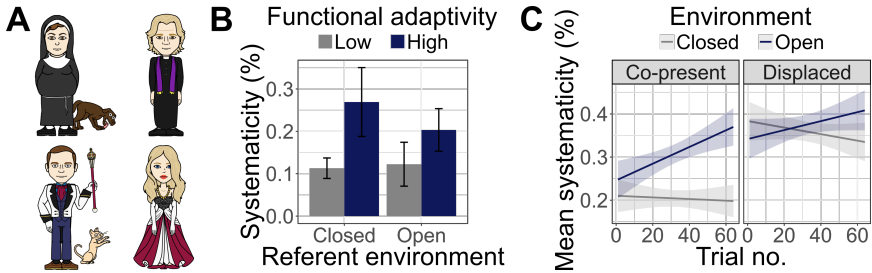 A
B
Functional adaptivity
Low High
Systematicity (%)
0.3
0.2
0.1
0.0
Closed Open
Referent environment
C
Environment
Closed Open
Mean systematicity (%)
Co-present Displaced
0.4
0.3
0.2
0 20 40 60 0 20 40 60
Trial no.